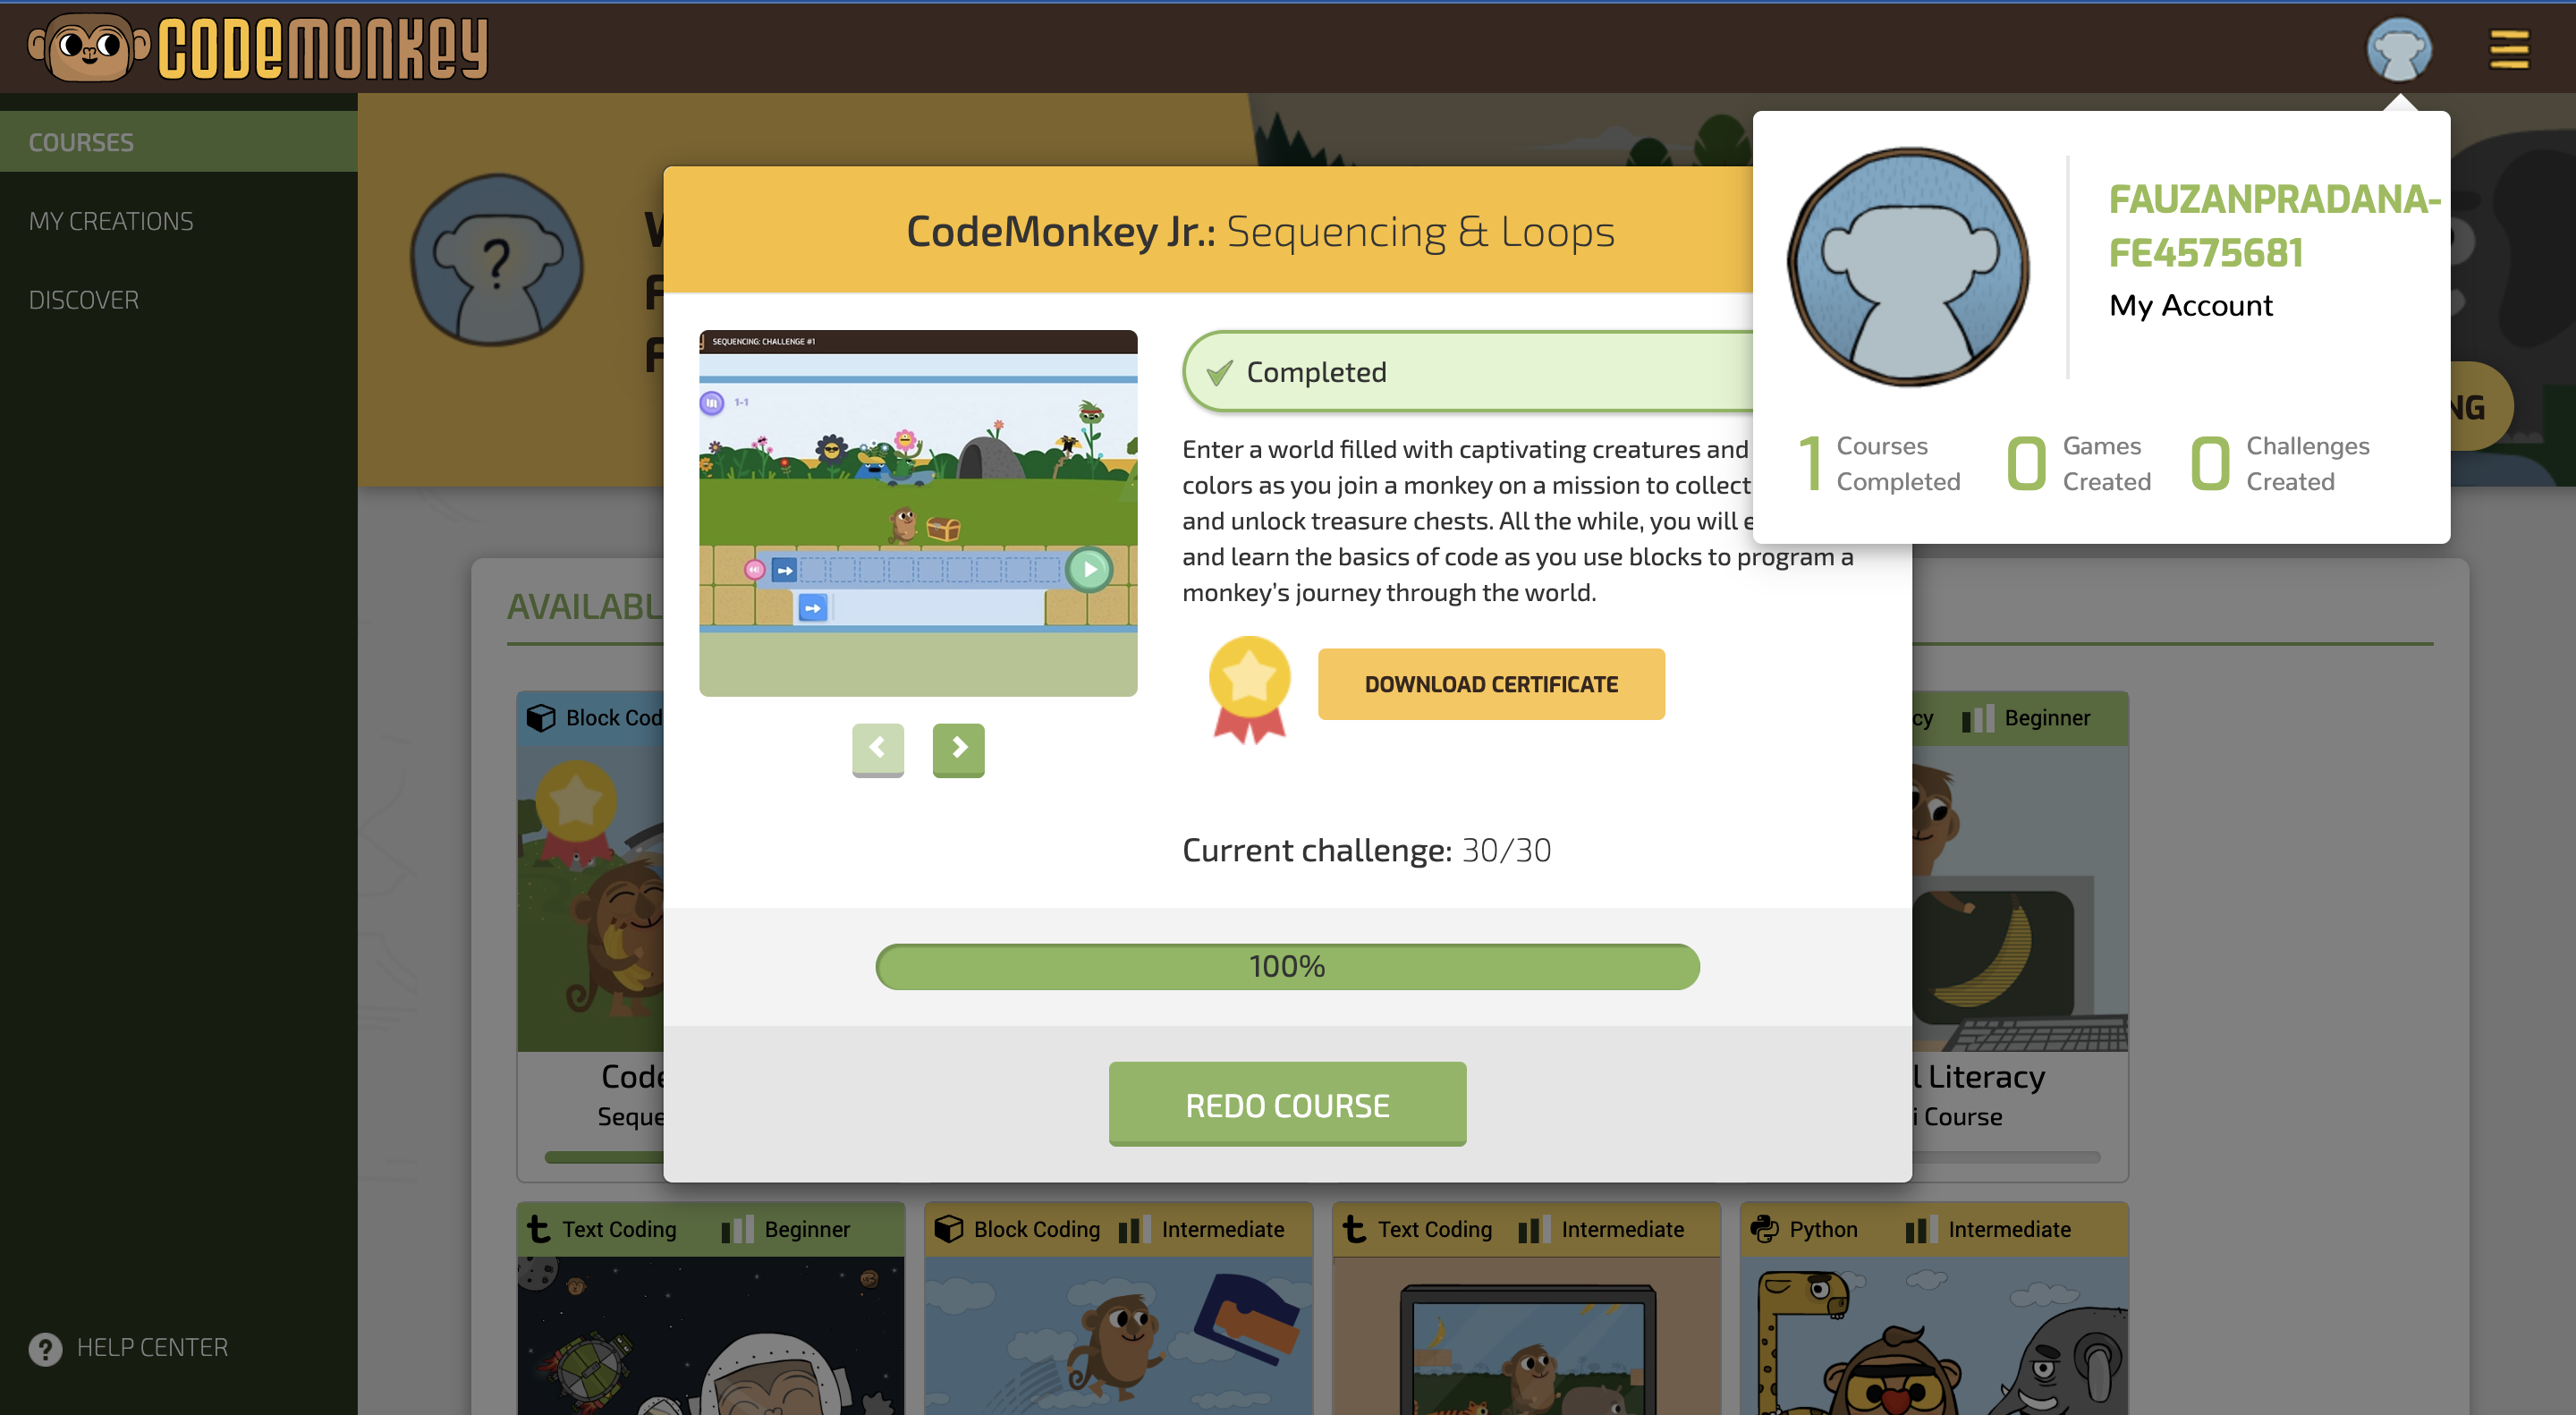 CODEMONKEY
COURSES
MY CREATIONS
DISCOVER
HELP CENTER
?
CodeMonkey Jr.: Sequencing & Loops
SEQUENCING: CHALLENGE #1
1-1
Completed
Enter a world filled with captivating creatures and
colors as you join a monkey on a mission to collect
and unlock treasure chests. All the while, you will e
and learn the basics of code as you use blocks to program a
monkey's journey through the world.
DOWNLOAD CERTIFICATE
Current challenge: 30/30
100%
REDO COURSE
FAUZANPRADANA-
FE4575681
My Account
1 Courses Completed
0 Games Created
0 Challenges Created
NG
AVAILABL
Block Cod
cy Beginner
Code
Seque
l Literacy
i Course
Text Coding Beginner
Block Coding Intermediate
Text Coding Intermediate
Python Intermediate